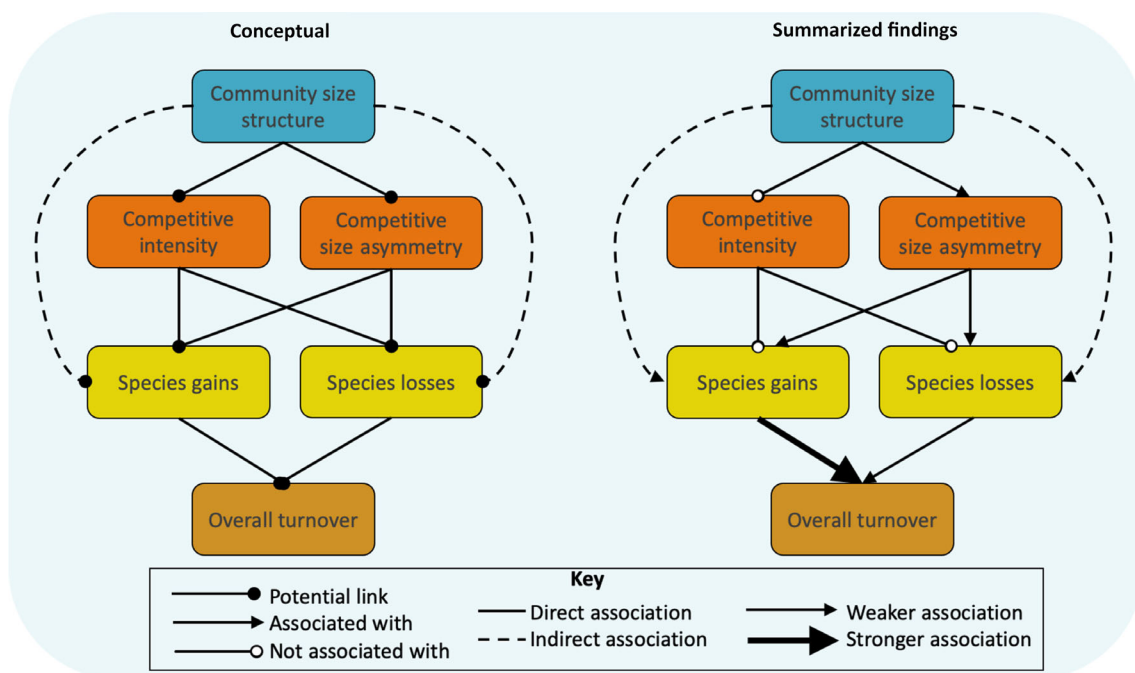 Conceptual
Community size
structure
Competitive
intensity
Competitive
size asymmetry
Species gains
Species losses
Overall turnover
Summarized findings
Community size
structure
Competitive
intensity
Competitive
size asymmetry
Species gains
Species losses
Overall turnover
Key
Potential link
Associated with
Not associated with
Direct association
Indirect association
Weaker association
Stronger association